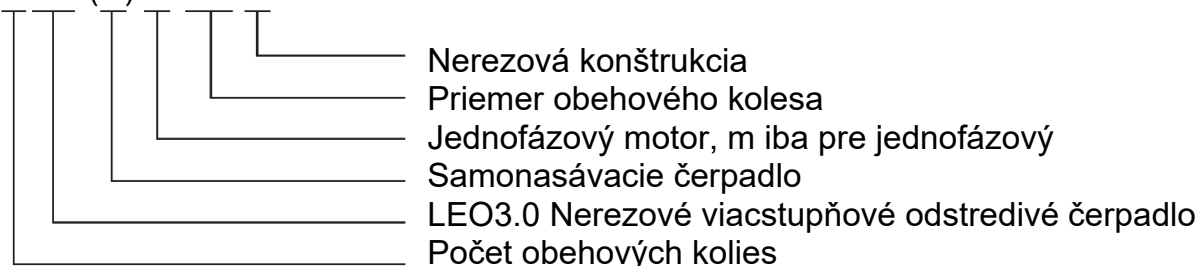 Nerezová konštrukcia
Priemer obehového kolesa
Jednofázový motor, m iba pre jednofázový
Samonasávacie čerpadlo
LEO3.0 Nerezové viacstupňové odstredivé čerpadlo
Počet obehových kolies